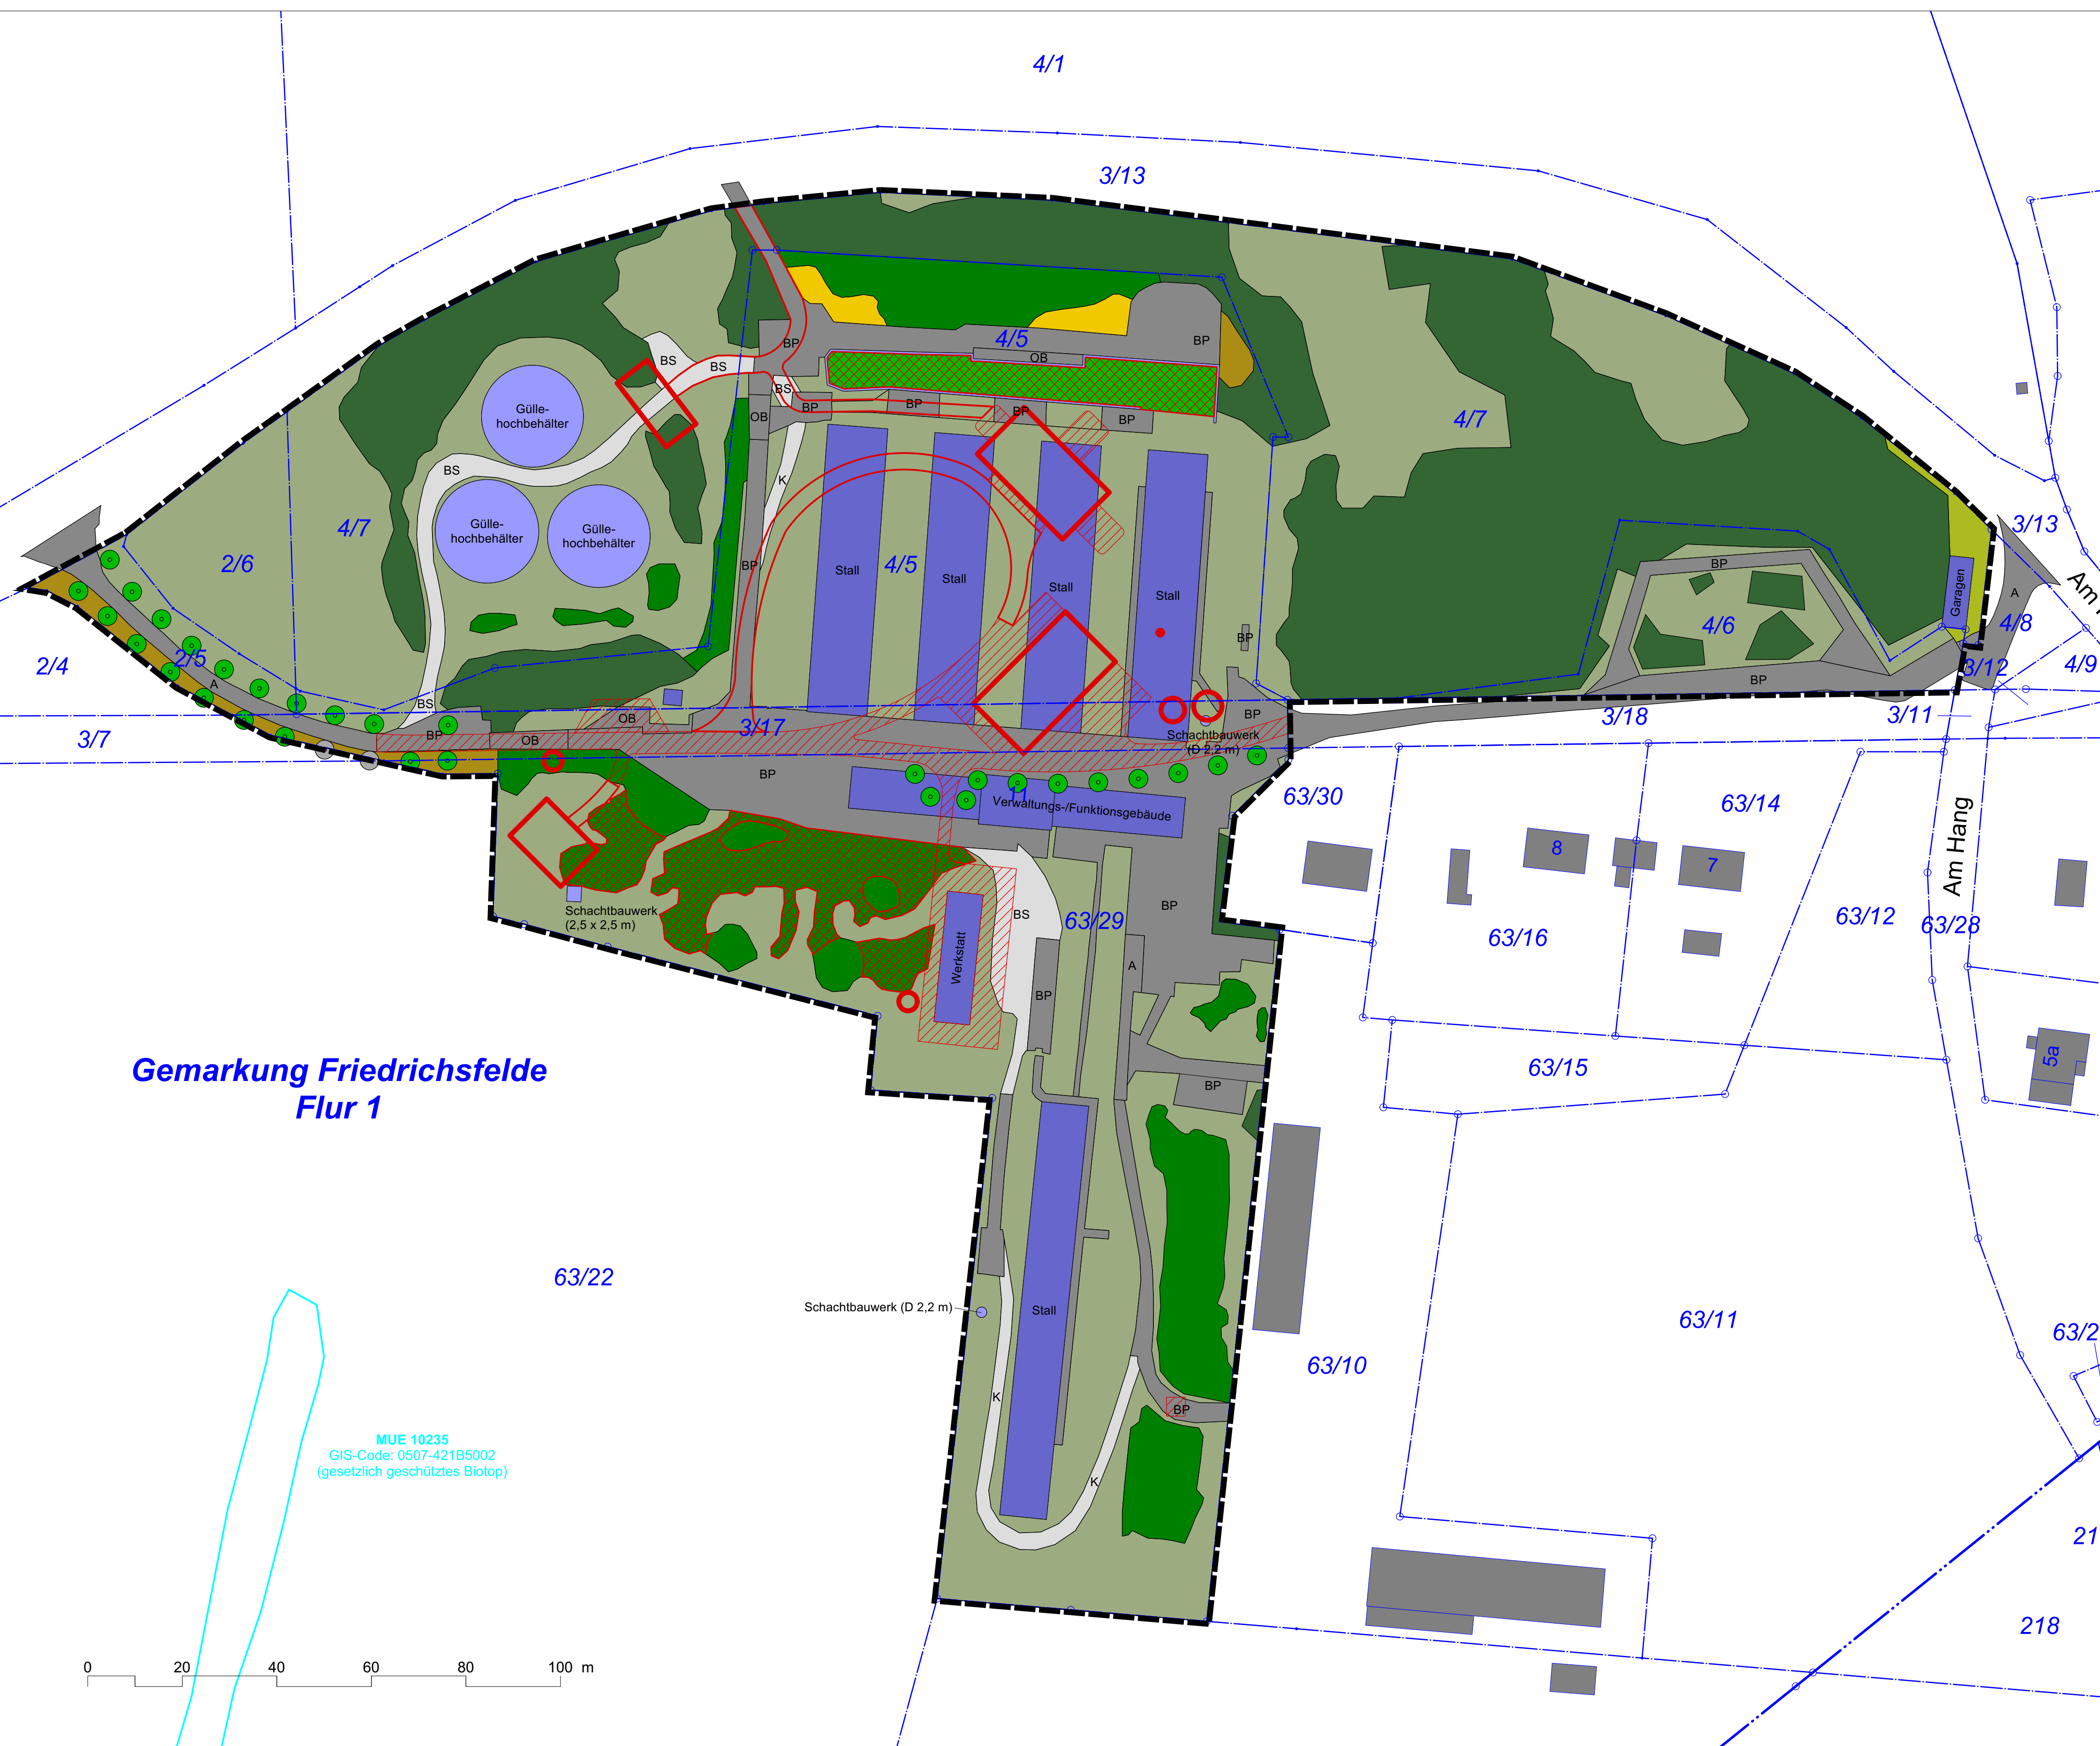 4/1
3/13
4/5
BP
BP
OB
BS
BS
BS
Gülle-
hochbehälter
OB
BP
BP
BP
BP
4/7
BS
K
Gülle-
hochbehälter
Gülle-
hochbehälter
4/7
2/6
3/13
BP
4/5
Stall
Stall
Stall
Stall
BP
Garagen
A
4/8
4/6
BP
2/4
2/5
A
3/12
4/9
BP
BS
OB
BP
3/7
BP
OB
3/17
Schachtbauwerk
(D 2,2 m)
3/18
3/11
BP
11
Verwaltungs-/Funktionsgebäude
63/30
63/14
Am Hang
8
7
Schachtbauwerk
(2,5 x 2,5 m)
BS
63/29
BP
63/16
63/12
63/28
Werkstatt
A
BP
5a
Gemarkung Friedrichsfelde
Flur 1
63/15
BP
63/22
Schachtbauwerk (D 2,2 m)
Stall
63/11
63/10
K
BP
MUE 10235
GIS-Code: 0507-421B5002
(gesetzlich geschütztes Biotop)
K
218
0 20 40 60 80 100 m